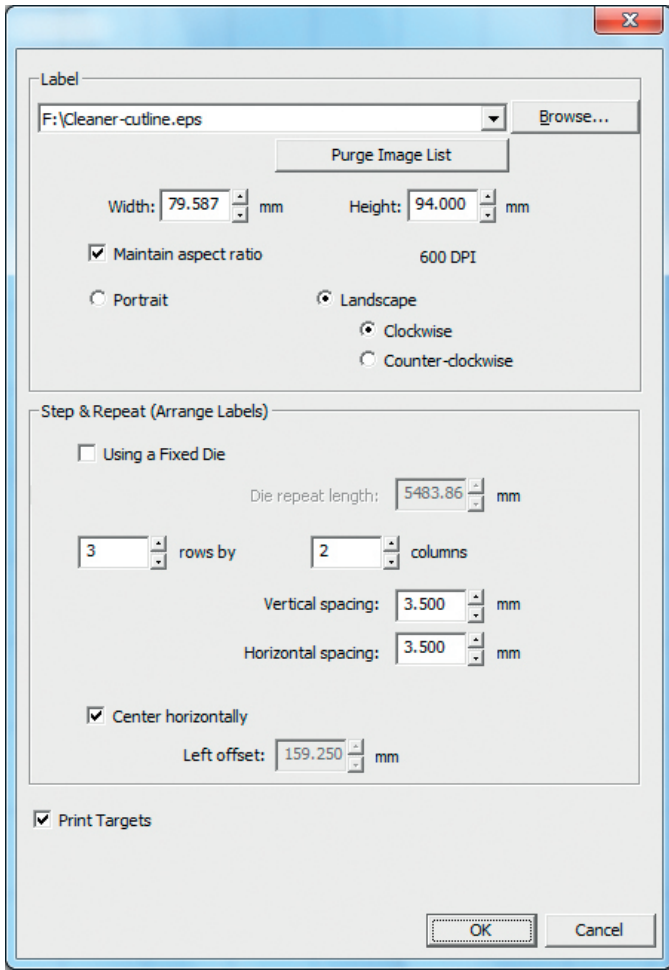 Label
F:\Cleaner-cutline.eps Browse...
Purge Image List
Width: 79.587 mm Height: 94.000 mm
Maintain aspect ratio 600 DPI
Portrait Landscape
Clockwise
Counter-clockwise
Step & Repeat (Arrange Labels)
Using a Fixed Die
Die repeat length: 5483.86 mm
3 rows by 2 columns
Vertical spacing: 3.500 mm
Horizontal spacing: 3.500 mm
Center horizontally
Left offset: 159.250 mm
Print Targets
OK Cancel